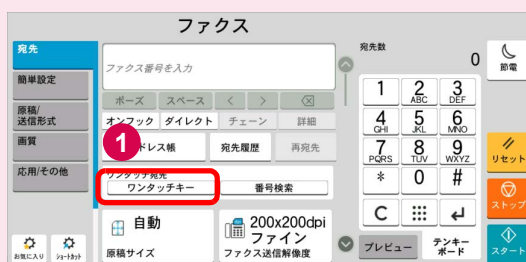 ファクス
宛先
簡単設定
原稿/
送信形式
画質
応用/その他
お気に入り
ショートカット
ファクス番号を入力
ポーズ スペース < >
オンフック ダイレクト チェーン 詳細
1
ドレス帳 宛先履歴 再宛先
ワンタッチ宛先
ワンタッチキー 番号検索
自動
原稿サイズ
200x200dpi
ファイン
ファクス送信解像度
宛先数
0
1 2 3
ABC DEF
4 5 6
GHI JKL MNO
7 8 9
PQRS TUV WXYZ
* 0 #
C
プレビュー テンキー
ボード
節電
リセット
ストップ
スタート